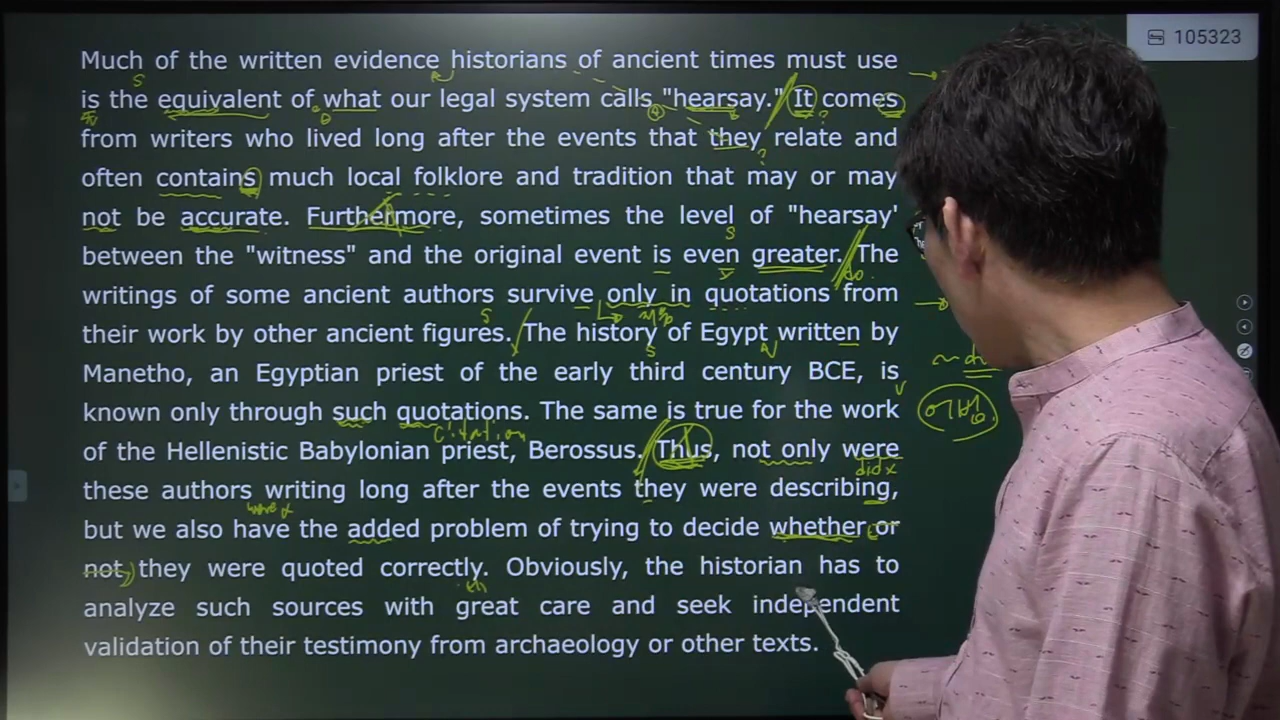 105323
Much of the written evidence historians of ancient times must use
is the equivalent of what our legal system calls "hearsay." It comes
from writers who lived long after the events that they relate and
often contains much local folklore and tradition that may or may
not be accurate. Furthermore, sometimes the level of "hearsay'
between the "witness" and the original event is even greater. The
writings of some ancient authors survive only in quotations from
their work by other ancient figures. The history of Egypt written by
Manetho, an Egyptian priest of the early third century BCE, is
known only through such quotations. The same is true for the work
citation
of the Hellenistic Babylonian priest, Berossus. Thus, not only were
these authors writing long after the events they were describing,
but we also have the added problem of trying to decide whether or
not they were quoted correctly. Obviously, the historian has to
analyze such sources with great care and seek independent
validation of their testimony from archaeology or other texts.